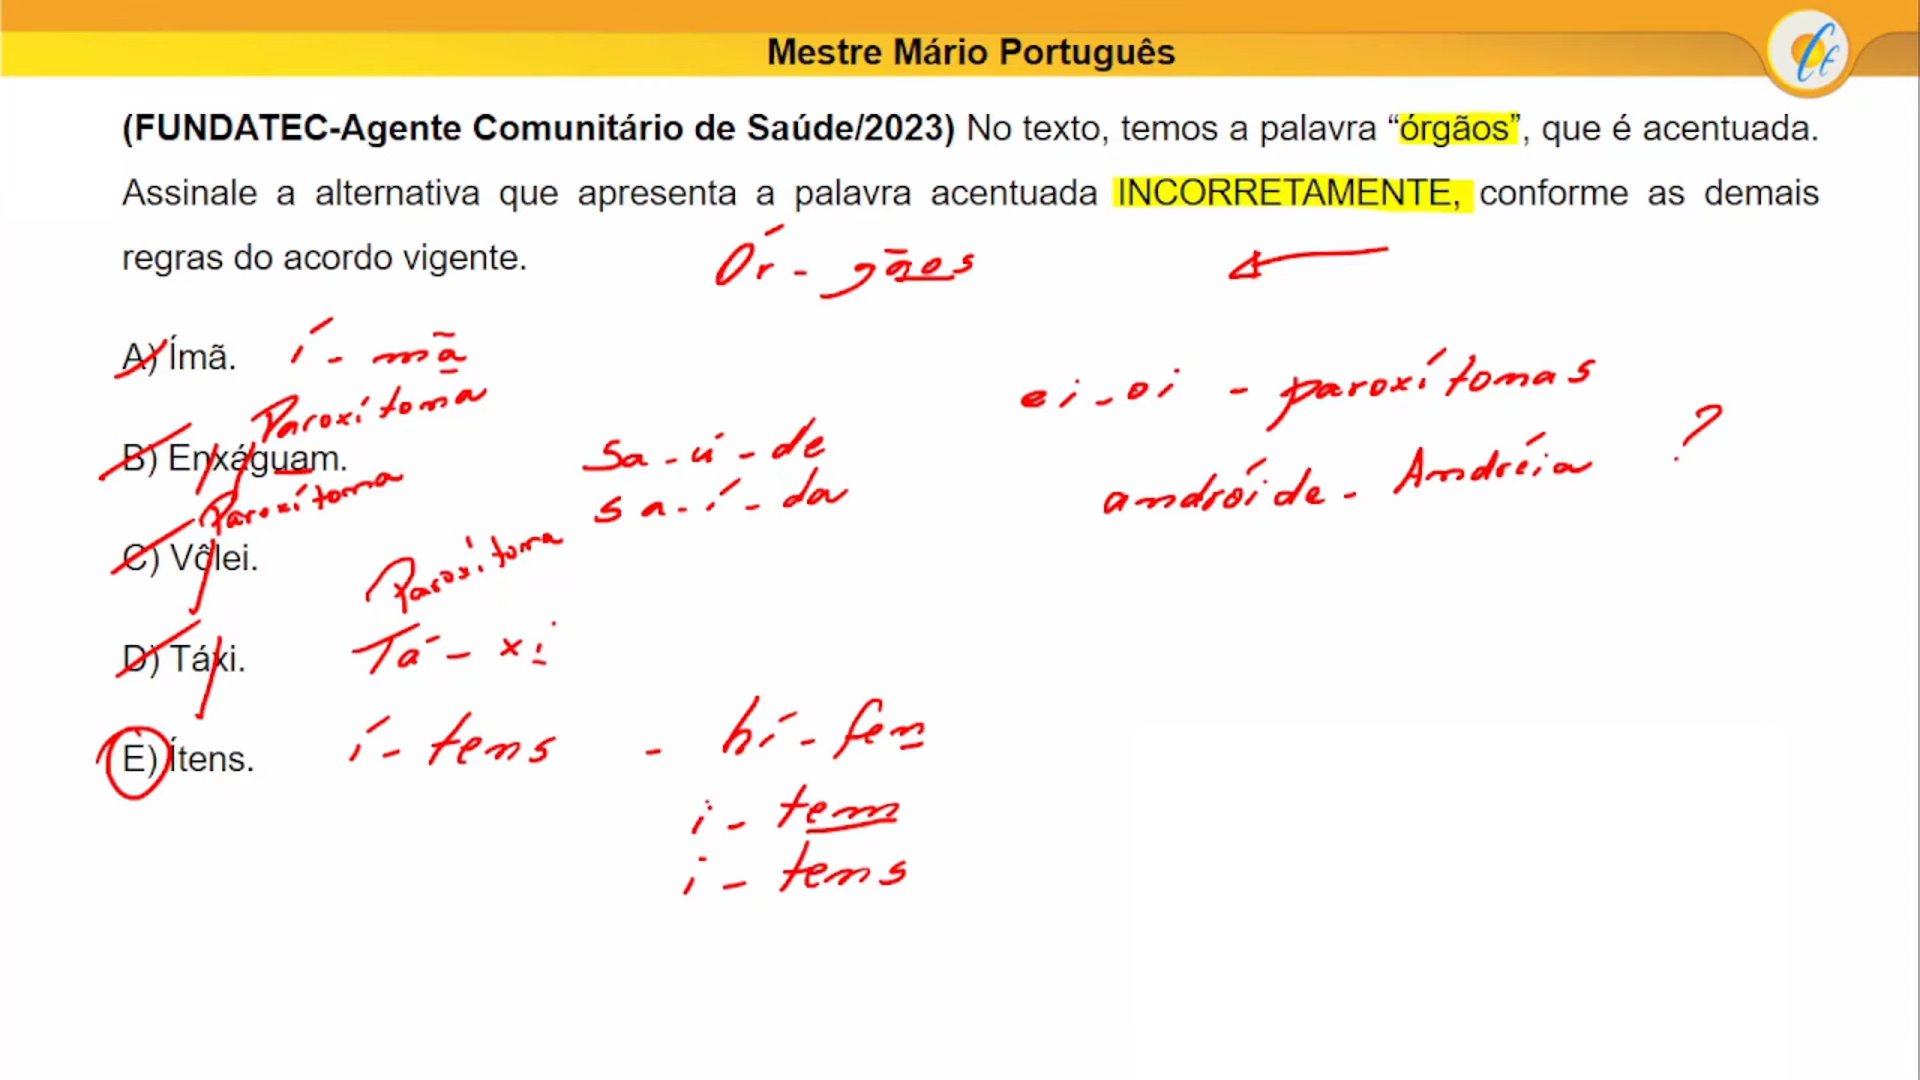 Mestre Mário Português
(FUNDATEC-Agente Comunitário de Saúde/2023) No texto, temos a palavra “órgãos”, que é acentuada.
Assinale a alternativa que apresenta a palavra acentuada INCORRETAMENTE, conforme as demais
regras do acordo vigente.
Ór - gãos
A) Ímã.
í - mã
Paroxítona
ei - oi - paroxítonas
B) Enxáguam.
Paroxítona
sa - ú - de
sa - í - da
andróide - Andréia ?
C) Vôlei.
Paroxítona
D) Táxi.
Tá - xi
E) Ítens.
í - tens - hí - fen
i - tem
i - tens